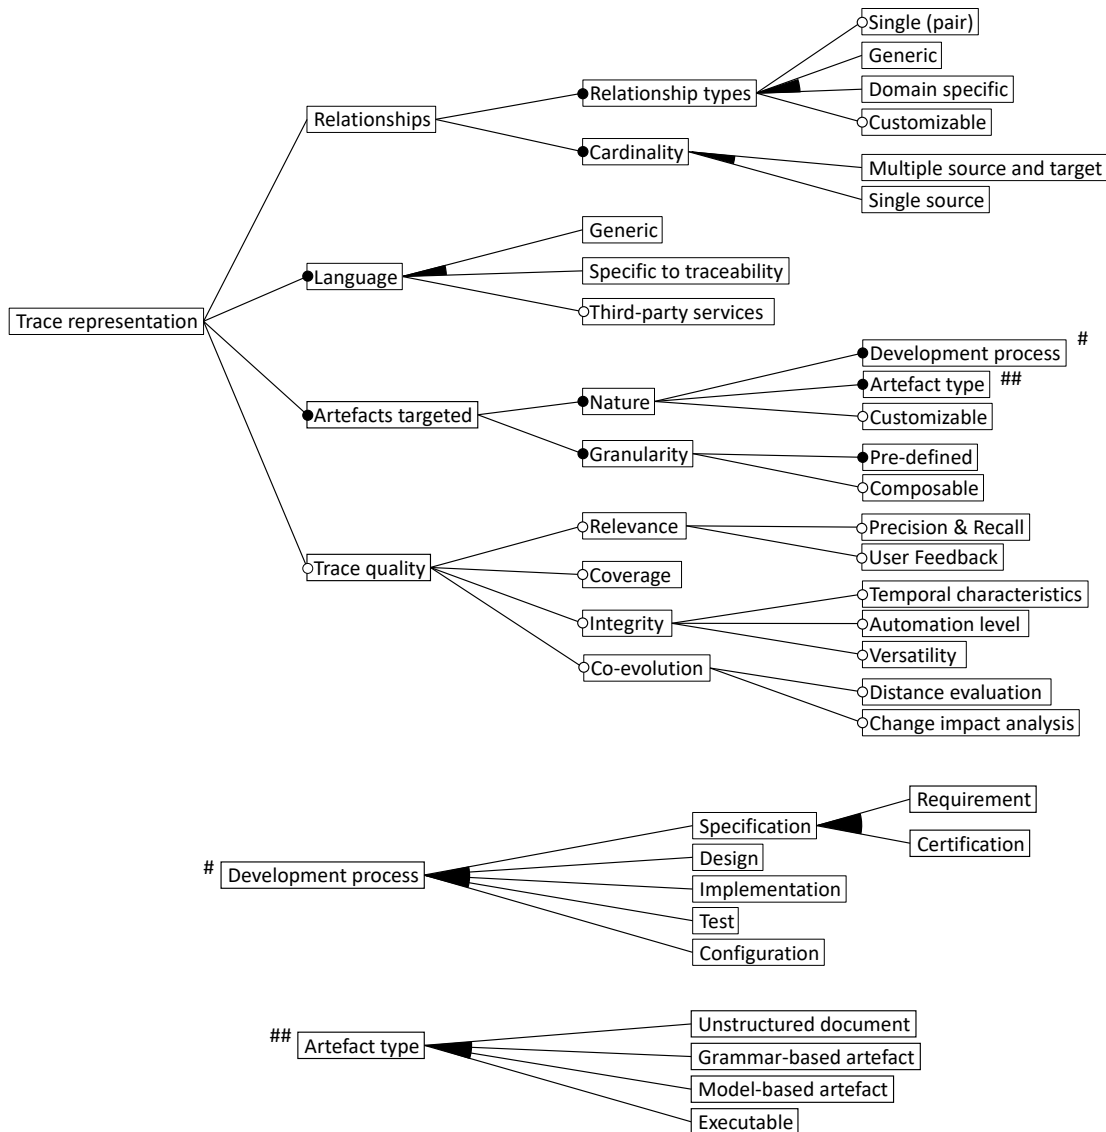 Single (pair)
Generic
Relationship types
Domain specific
Relationships
Customizable
Cardinality
Multiple source and target
Single source
Generic
Language
Specific to traceability
Third-party services
Trace representation
Development process #
Artefact type ##
Nature
Artefacts targeted
Customizable
Granularity
Pre-defined
Composable
Relevance
Precision & Recall
User Feedback
Trace quality
Coverage
Temporal characteristics
Integrity
Automation level
Versatility
Co-evolution
Distance evaluation
Change impact analysis
Requirement
Specification
Certification
Design
# Development process
Implementation
Test
Configuration
Unstructured document
## Artefact type
Grammar-based artefact
Model-based artefact
Executable